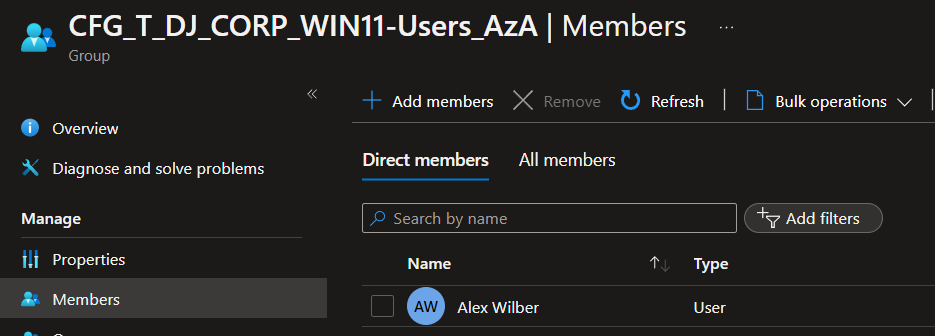 CFG_T_DJ_CORP_WIN11-Users_AzA | Members ...
Group
«
Overview
Diagnose and solve problems
Manage
Properties
Members
Add members Remove Refresh | Bulk operations
Direct members All members
Search by name Add filters
Name Type
AW Alex Wilber User